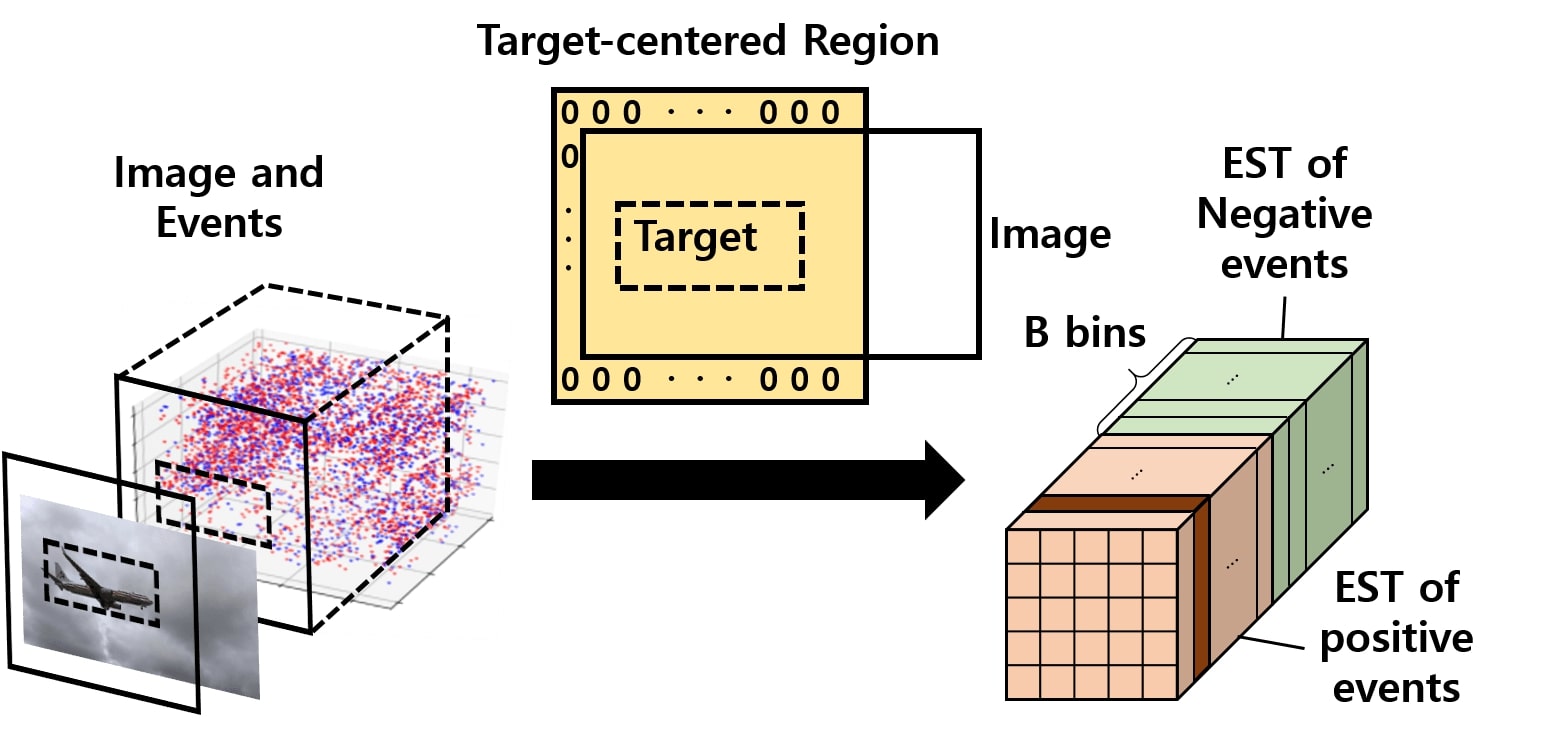 Target-centered Region
0 0 0 · · · 0 0 0
0
·
·
·
Target
0 0 0 · · · 0 0 0
Image
Image and
Events
EST of
Negative
events
B bins
...
...
...
...
EST of
positive
events